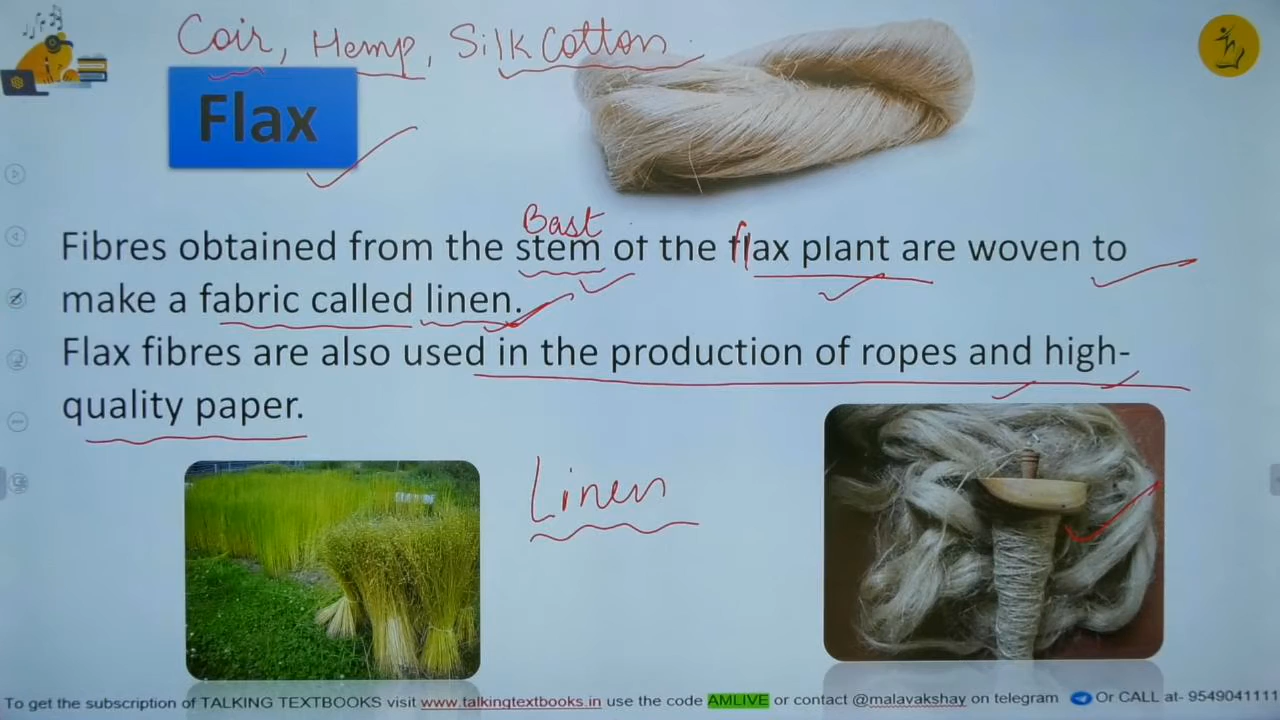 Coir, Hemp, Silk Cotton.
Flax
Bast
Fibres obtained from the stem of the flax plant are woven to
make a fabric called linen.
Flax fibres are also used in the production of ropes and high-
quality paper.
Linen
To get the subscription of TALKING TEXTBOOKS visit www.talkingtextbooks.in use the code AMLIVE or contact @malavakshay on telegram Or CALL at- 9549041111